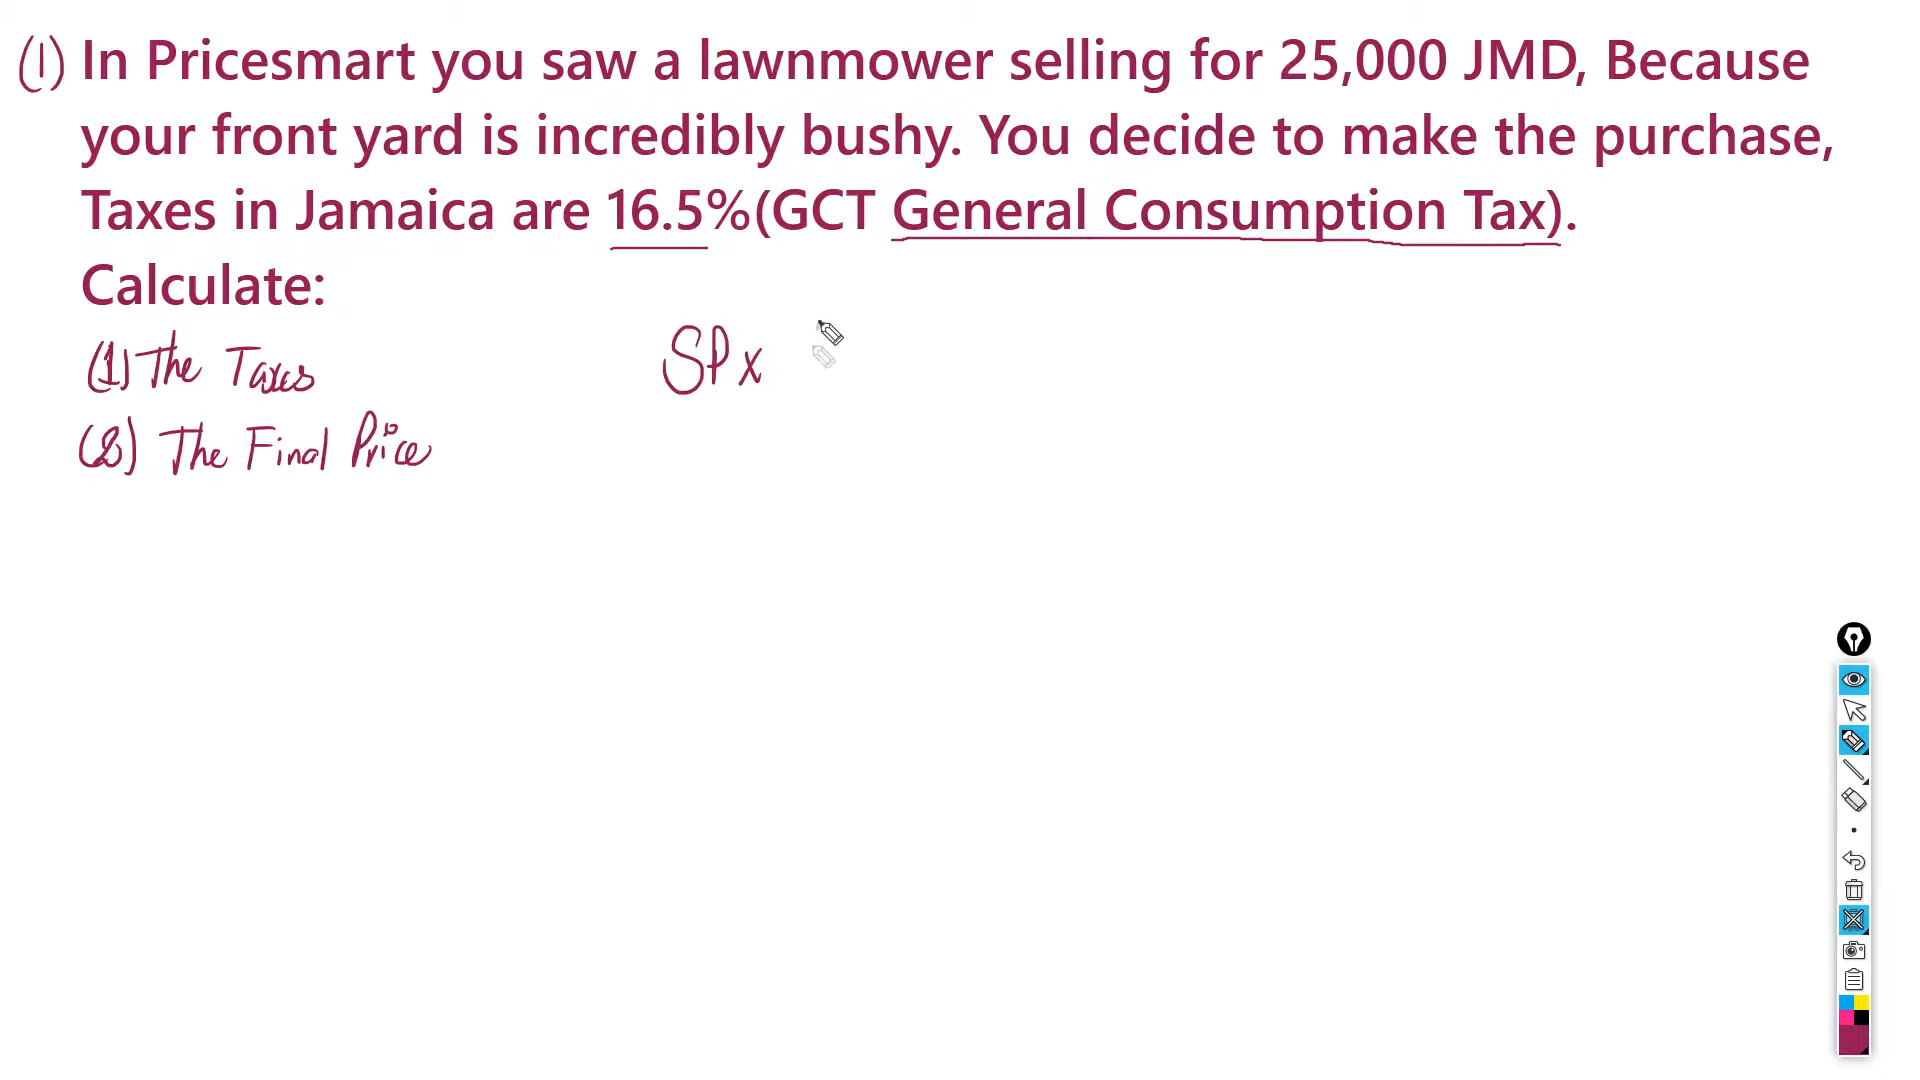 (1) In Pricesmart you saw a lawnmower selling for 25,000 JMD, Because
your front yard is incredibly bushy. You decide to make the purchase,
Taxes in Jamaica are 16.5%(GCT General Consumption Tax).
Calculate:
(1) The Taxes
SP x
(2) The Final Price